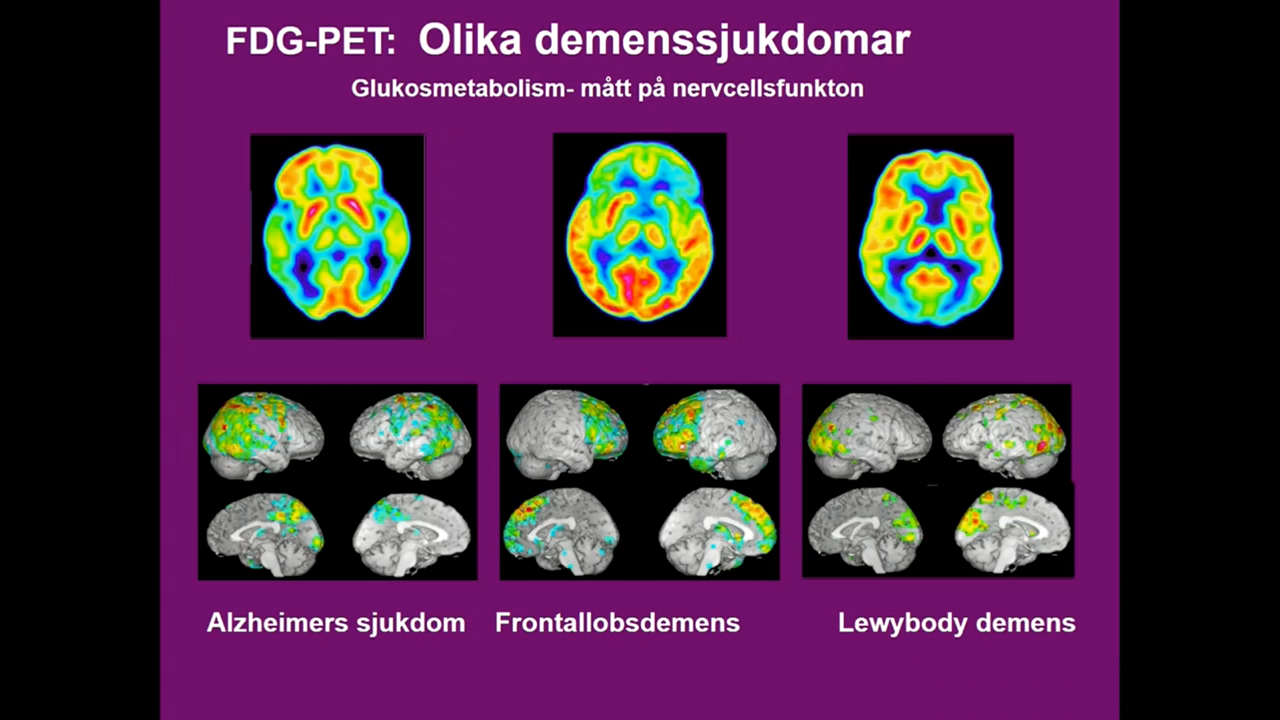 FDG-PET: Olika demenssjukdomar
Glukosmetabolism- mått på nervcellsfunkton
Alzheimers sjukdom
Frontallobsdemens
Lewybody demens